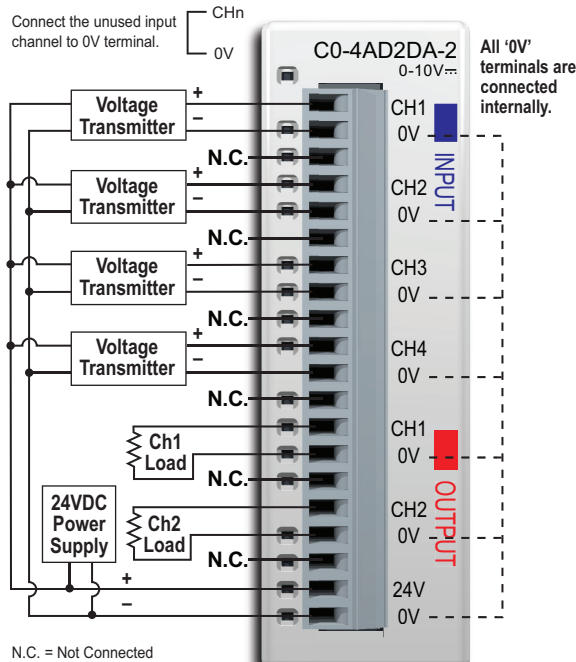 Connect the unused input
channel to 0V terminal.
CHn
0V
C0-4AD2DA-2
0-10V⎓
All ‘0V’
terminals are
connected
internally.
Voltage
Transmitter
+
–
CH1
0V
N.C.
INPUT
Voltage
Transmitter
+
–
CH2
0V
N.C.
Voltage
Transmitter
+
–
CH3
0V
N.C.
Voltage
Transmitter
+
–
CH4
0V
N.C.
Ch1
Load
CH1
0V
N.C.
OUTPUT
24VDC
Power
Supply
Ch2
Load
CH2
0V
N.C.
+
–
24V
0V
N.C. = Not Connected